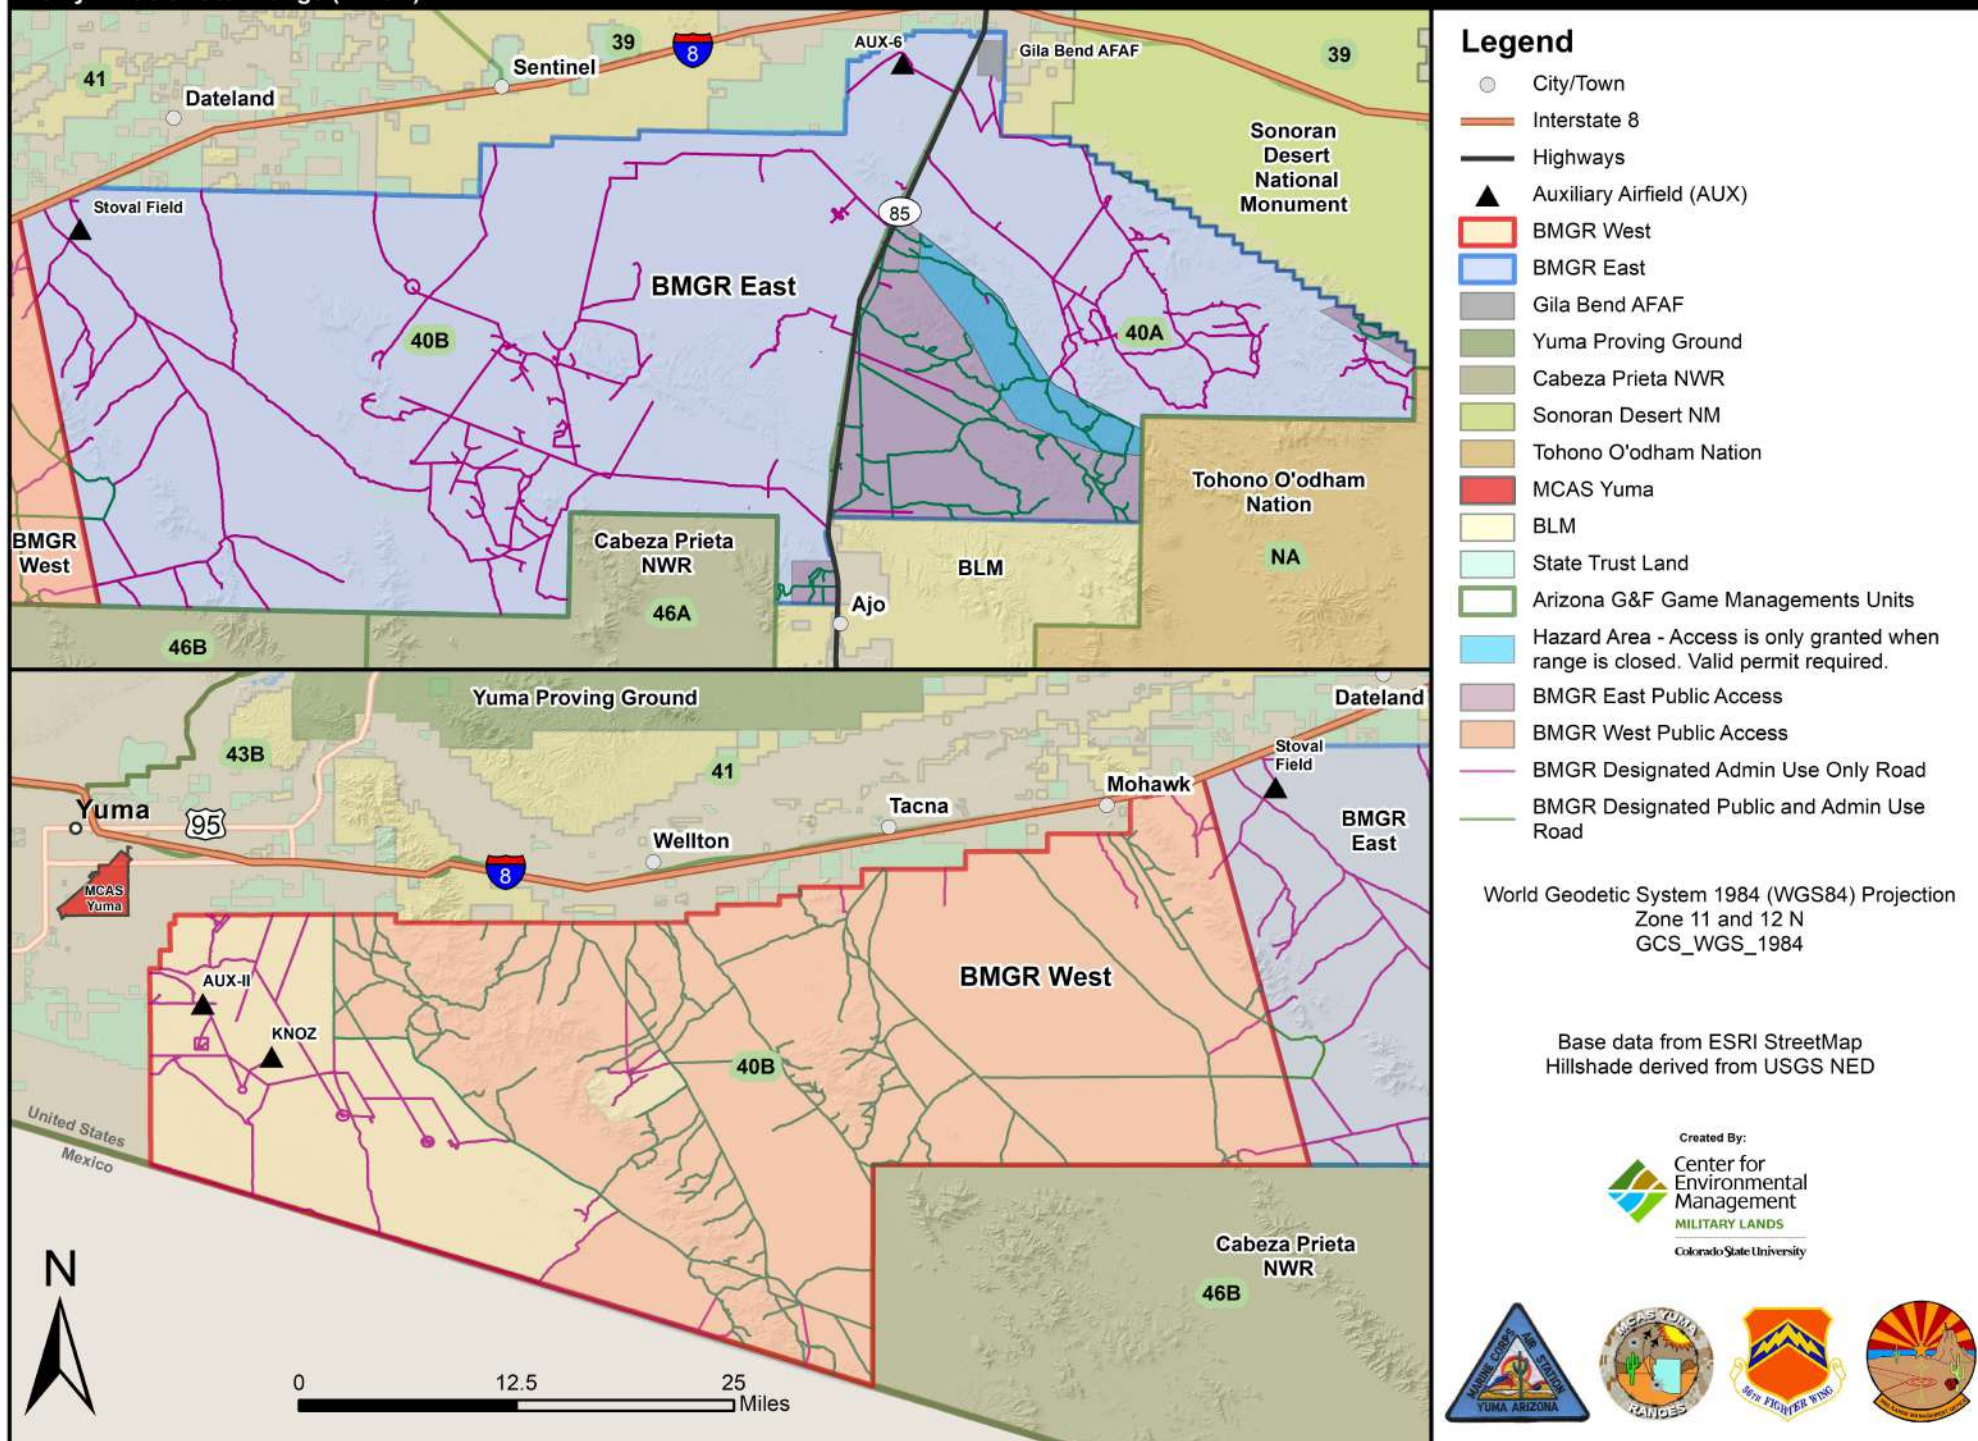 39
8
AUX-6
Gila Bend AFAF
39
41
Sentinel
Dateland
Sonoran
Desert
National
Monument
Stoval Field
85
BMGR East
40B
40A
Tohono O'odham
Nation
BMGR
West
Cabeza Prieta
NWR
BLM
NA
46A
Ajo
46B
Yuma Proving Ground
Dateland
43B
41
Stoval
Field
Mohawk
Yuma
95
Tacna
BMGR
East
Wellton
8
MCAS
Yuma
BMGR West
AUX-II
KNOZ
40B
United States
Mexico
Cabeza Prieta
NWR
46B
N
0 12.5 25
Miles
Legend
City/Town
Interstate 8
Highways
Auxiliary Airfield (AUX)
BMGR West
BMGR East
Gila Bend AFAF
Yuma Proving Ground
Cabeza Prieta NWR
Sonoran Desert NM
Tohono O'odham Nation
MCAS Yuma
BLM
State Trust Land
Arizona G&F Game Managements Units
Hazard Area - Access is only granted when
range is closed. Valid permit required.
BMGR East Public Access
BMGR West Public Access
BMGR Designated Admin Use Only Road
BMGR Designated Public and Admin Use
Road
World Geodetic System 1984 (WGS84) Projection
Zone 11 and 12 N
GCS_WGS_1984
Base data from ESRI StreetMap
Hillshade derived from USGS NED
Created By:
Center for
Environmental
Management
MILITARY LANDS
Colorado State University
MARINE CORPS AIR STATION
YUMA ARIZONA
MCAS YUMA
RANGES
56TH FIGHTER WING